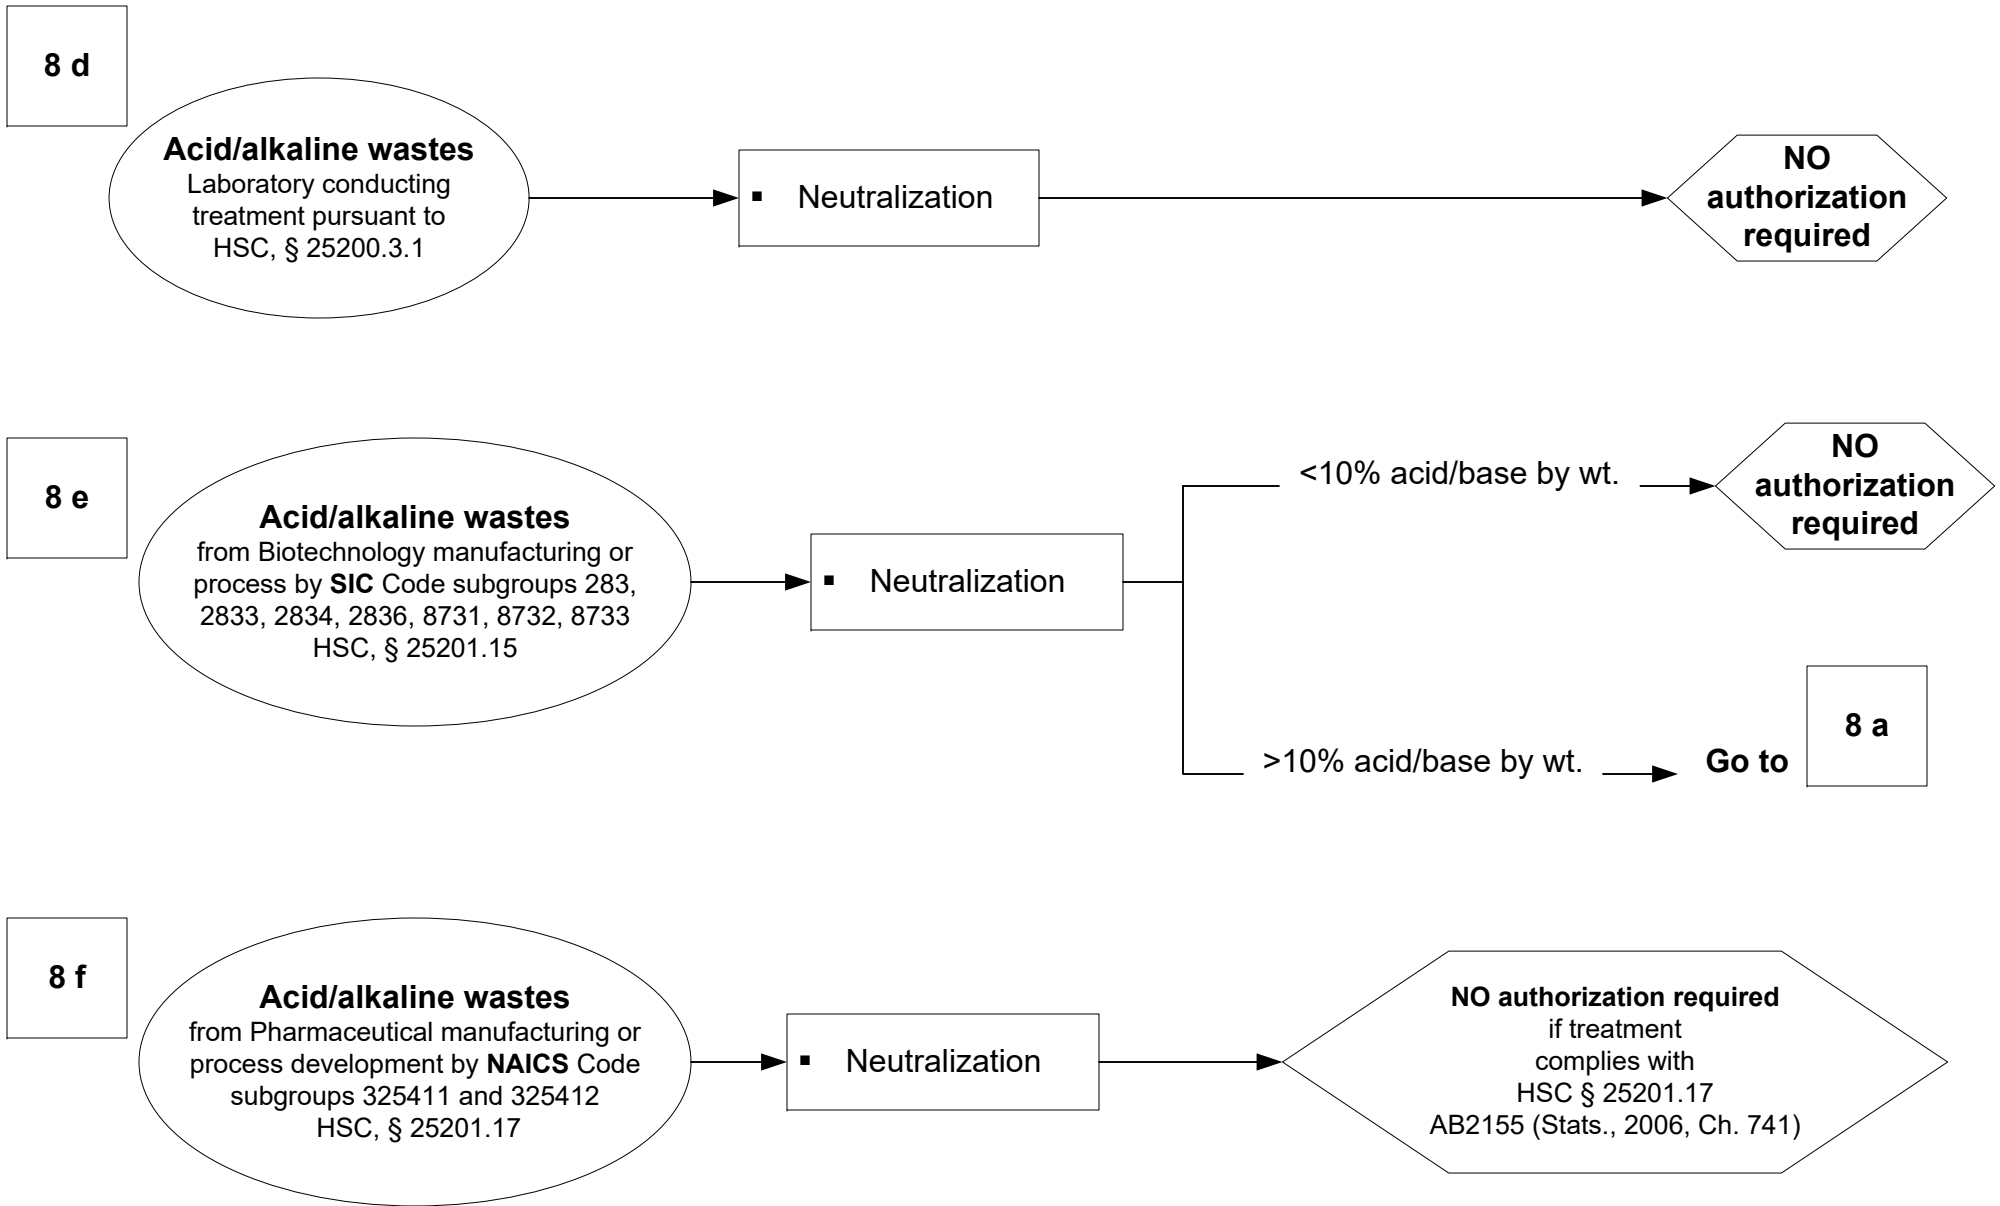 8 d
Acid/alkaline wastes
Laboratory conducting
treatment pursuant to
HSC, § 25200.3.1
▪ Neutralization
NO
authorization
required
8 e
Acid/alkaline wastes
from Biotechnology manufacturing or
process by SIC Code subgroups 283,
2833, 2834, 2836, 8731, 8732, 8733
HSC, § 25201.15
▪ Neutralization
<10% acid/base by wt.
NO
authorization
required
>10% acid/base by wt.
Go to
8 a
8 f
Acid/alkaline wastes
from Pharmaceutical manufacturing or
process development by NAICS Code
subgroups 325411 and 325412
HSC, § 25201.17
▪ Neutralization
NO authorization required
if treatment
complies with
HSC § 25201.17
AB2155 (Stats., 2006, Ch. 741)